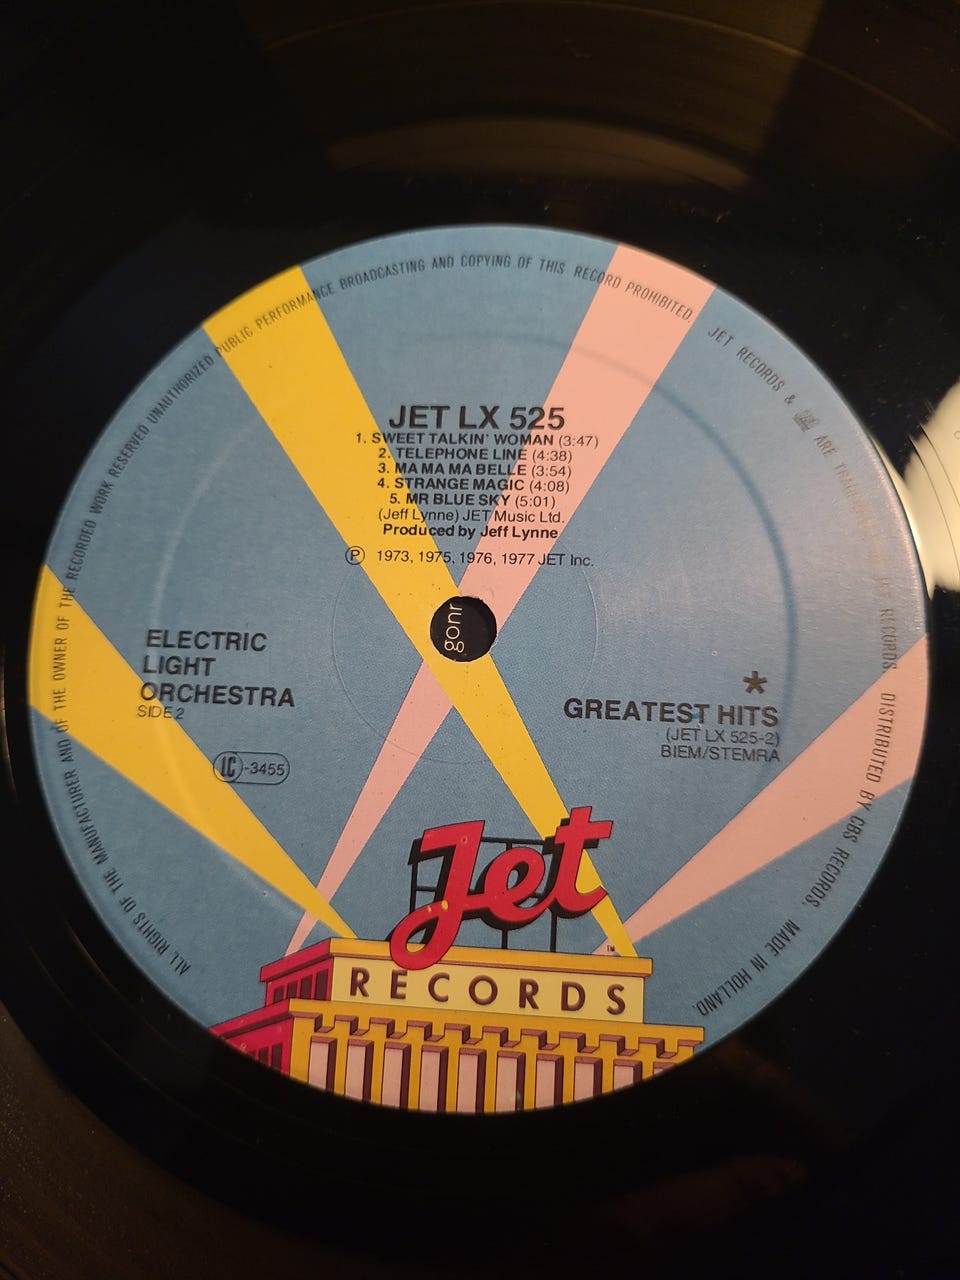 ALL RIGHTS OF THE MANUFACTURER AND OF THE OWNER OF THE RECORDED WORK RESERVED UNAUTHORIZED PUBLIC PERFORMANCE BROADCASTING AND COPYING OF THIS RECORD PROHIBITED.
JET RECORDS & JET ARE RECORDS. DISTRIBUTED BY CBS RECORDS. MADE IN HOLLAND.
JET LX 525
1. SWEET TALKIN' WOMAN (3:47)
2. TELEPHONE LINE (4:38)
3. MA MA MA BELLE (3:54)
4. STRANGE MAGIC (4:08)
5. MR BLUE SKY (5:01)
(Jeff Lynne) JET Music Ltd.
Produced by Jeff Lynne
Ⓟ 1973, 1975, 1976, 1977 JET Inc.
gonr
ELECTRIC
LIGHT
ORCHESTRA
SIDE 2
LC-3455
*
GREATEST HITS
(JET LX 525-2)
BIEM/STEMRA
Jet
TM
RECORDS